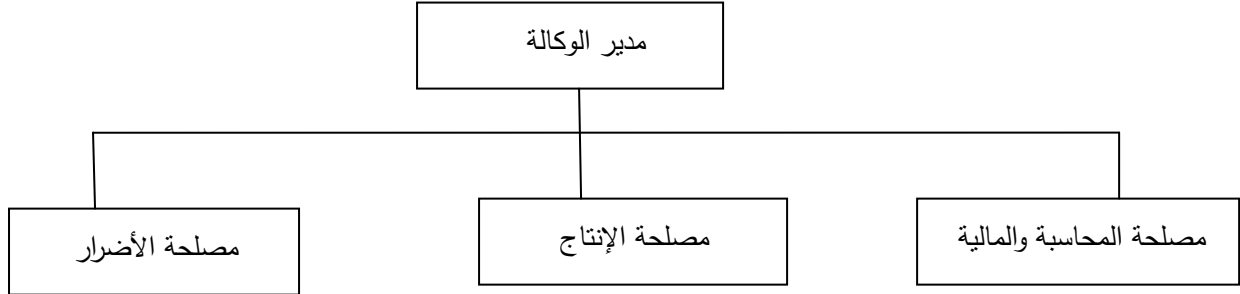 مدير الوكالة
مصلحة المحاسبة والمالية
مصلحة الإنتاج
مصلحة الأضرار